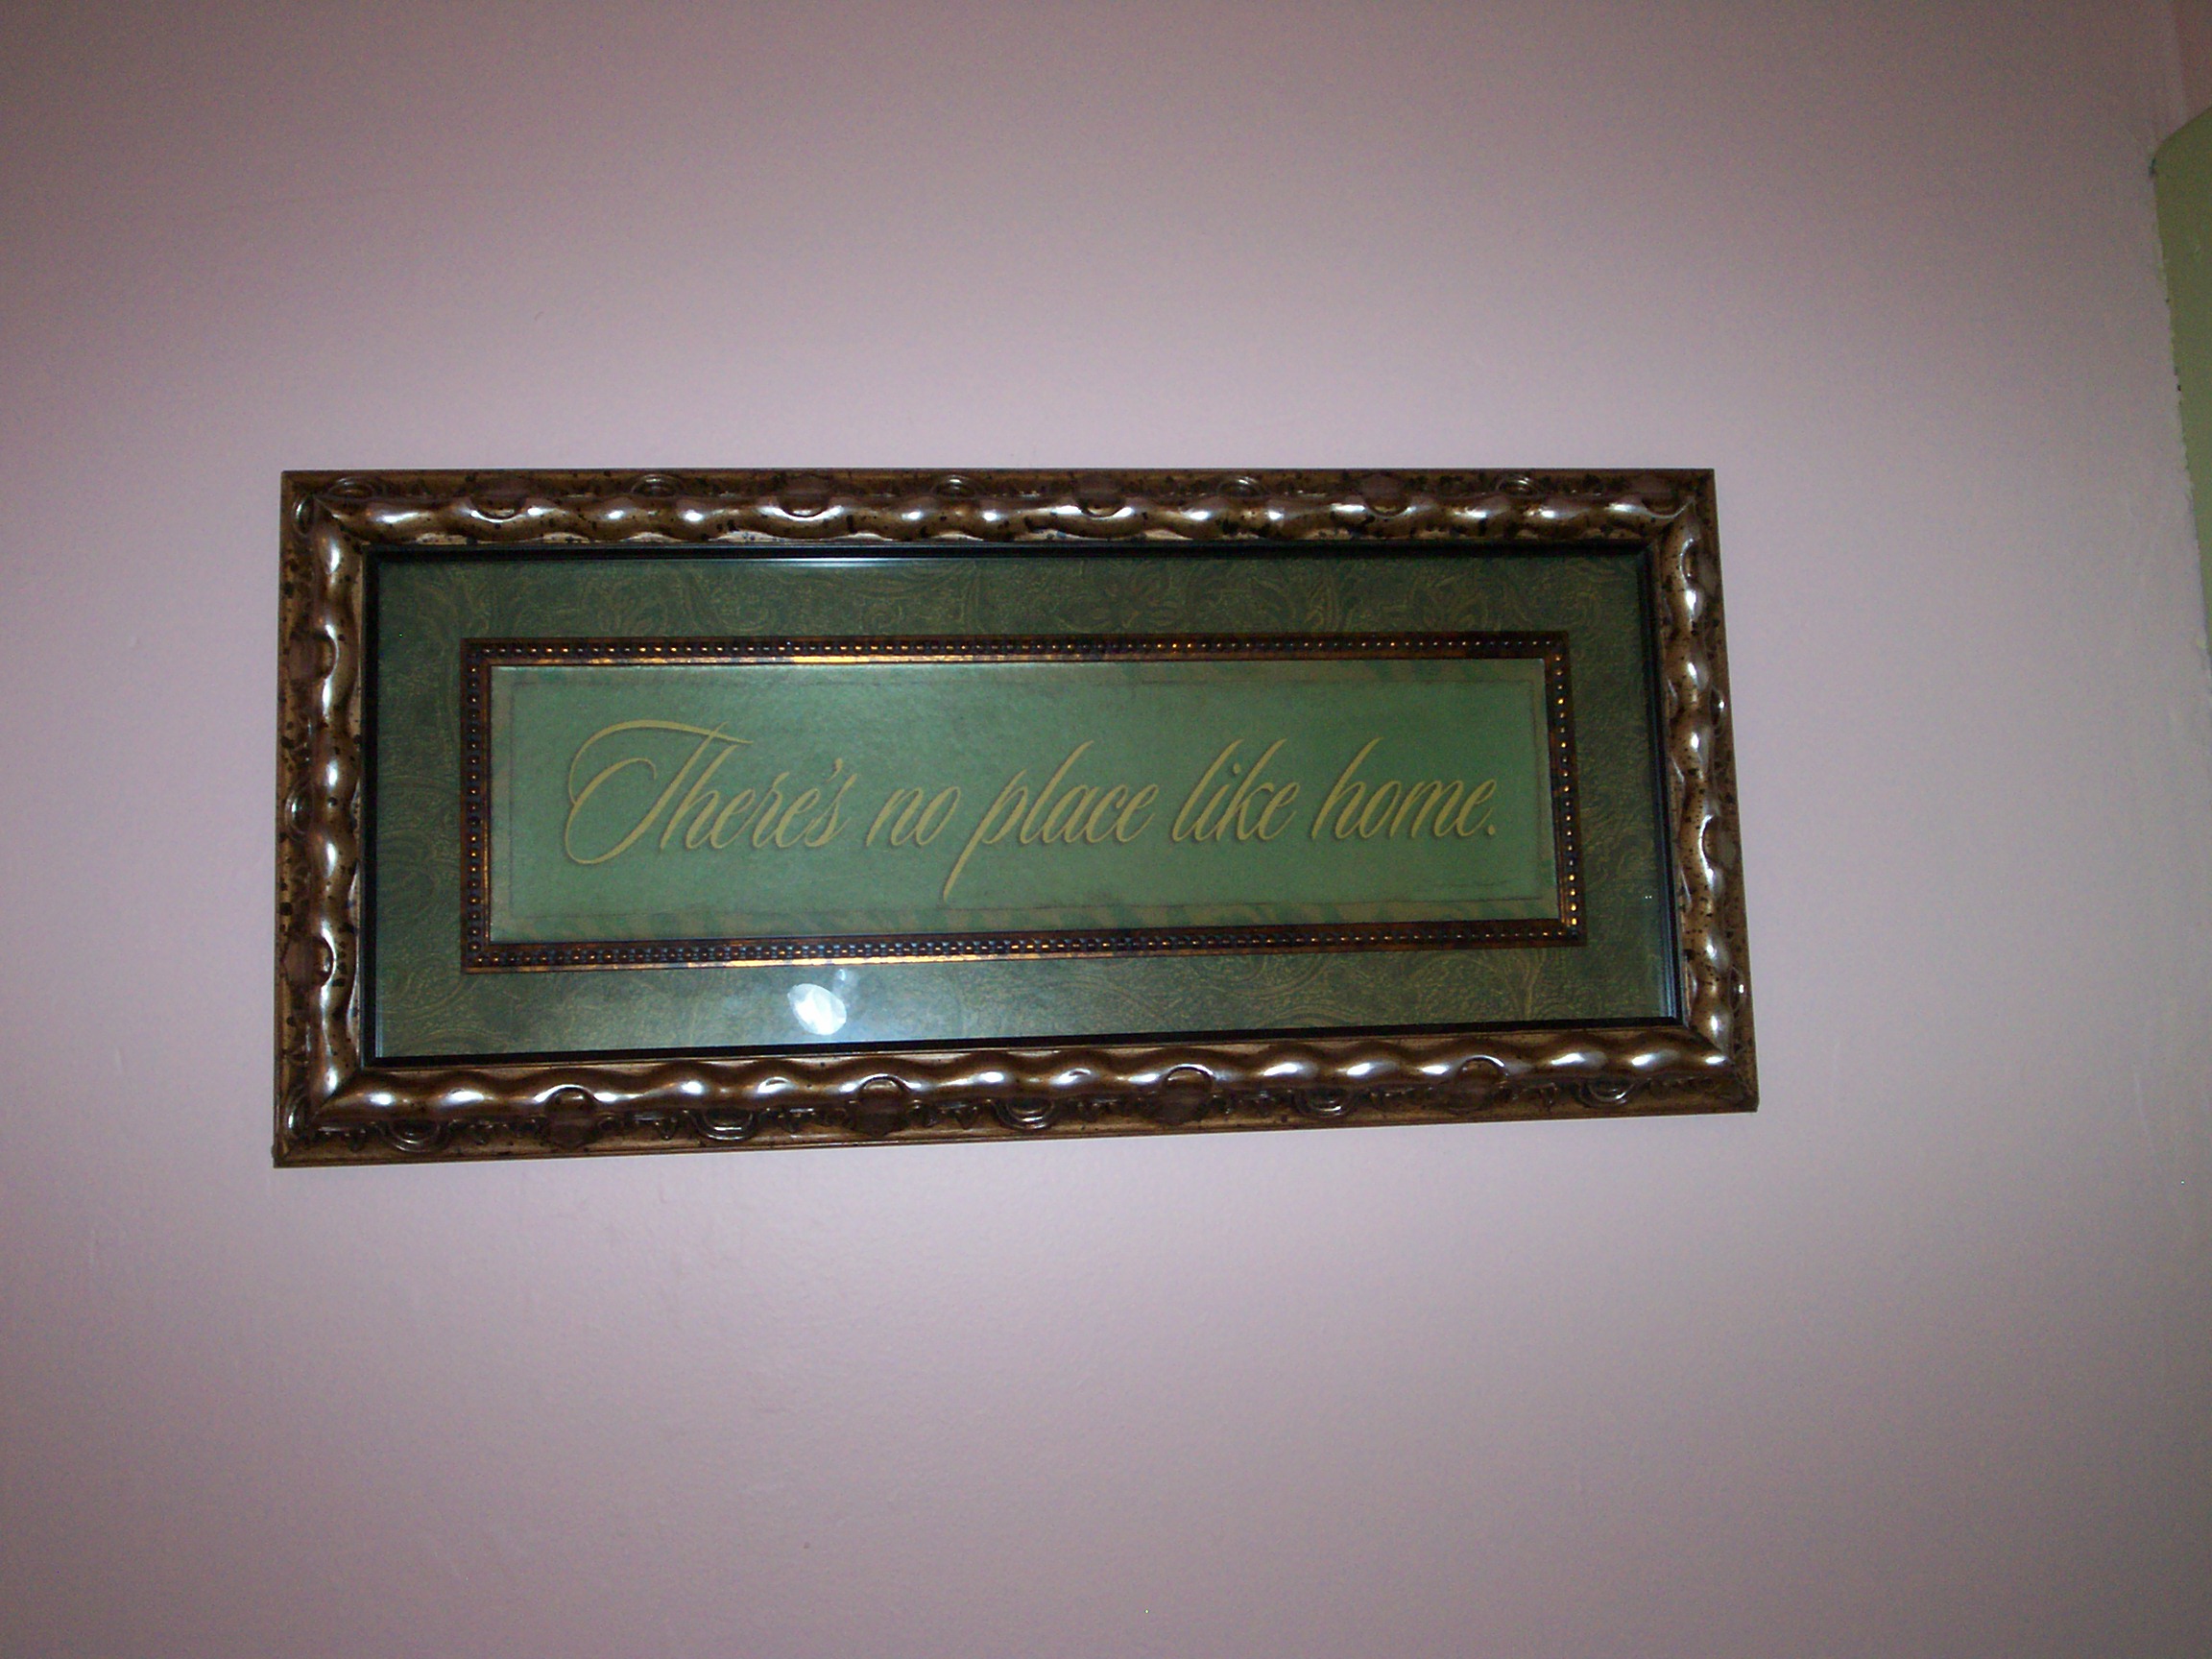 There's no place like home.